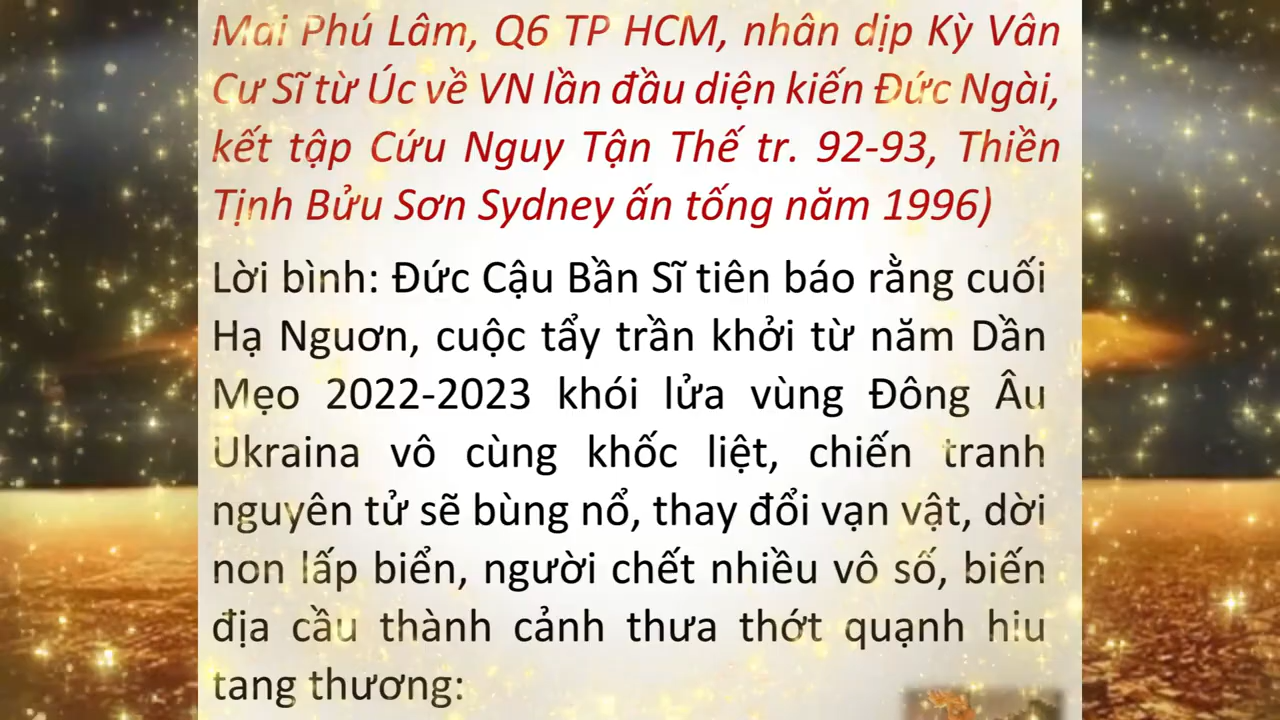 Mai Phú Lâm, Q6 TP HCM, nhân dịp Kỳ Vân
Cư Sĩ từ Úc về VN lần đầu diện kiến Đức Ngài,
kết tập Cứu Nguy Tận Thế tr. 92-93, Thiền
Tịnh Bửu Sơn Sydney ấn tống năm 1996)
Lời bình: Đức Cậu Bần Sĩ tiên báo rằng cuối
Hạ Nguơn, cuộc tẩy trần khởi từ năm Dần
Mẹo 2022-2023 khói lửa vùng Đông Âu
Ukraina vô cùng khốc liệt, chiến tranh
nguyên tử sẽ bùng nổ, thay đổi vạn vật, dời
non lấp biển, người chết nhiều vô số, biến
địa cầu thành cảnh thưa thớt quạnh hiu
tang thương: